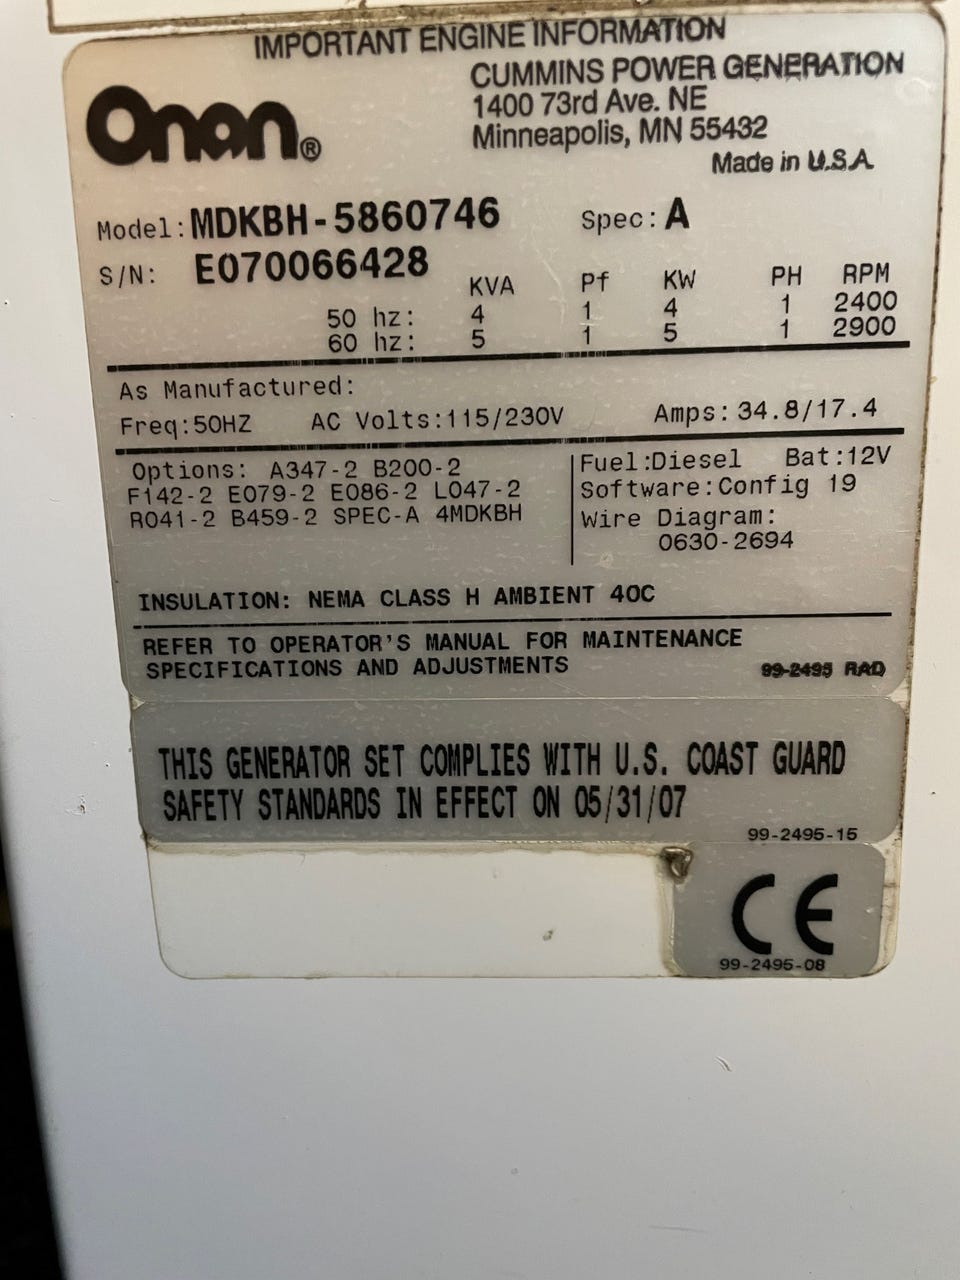 IMPORTANT ENGINE INFORMATION
Onan®
CUMMINS POWER GENERATION
1400 73rd Ave. NE
Minneapolis, MN 55432
Made in U.S.A.
Model: MDKBH-5860746 Spec: A
S/N: E070066428
KVA Pf KW PH RPM
50 hz: 4 1 4 1 2400
60 hz: 5 1 5 1 2900
As Manufactured:
Freq:50HZ AC Volts:115/230V Amps: 34.8/17.4
Options: A347-2 B200-2
F142-2 E079-2 E086-2 L047-2
R041-2 B459-2 SPEC-A 4MDKBH
Fuel:Diesel Bat:12V
Software:Config 19
Wire Diagram:
0630-2694
INSULATION: NEMA CLASS H AMBIENT 40C
REFER TO OPERATOR'S MANUAL FOR MAINTENANCE
SPECIFICATIONS AND ADJUSTMENTS
99-2495 RAD
THIS GENERATOR SET COMPLIES WITH U.S. COAST GUARD
SAFETY STANDARDS IN EFFECT ON 05/31/07
99-2495-15
CE
99-2495-08